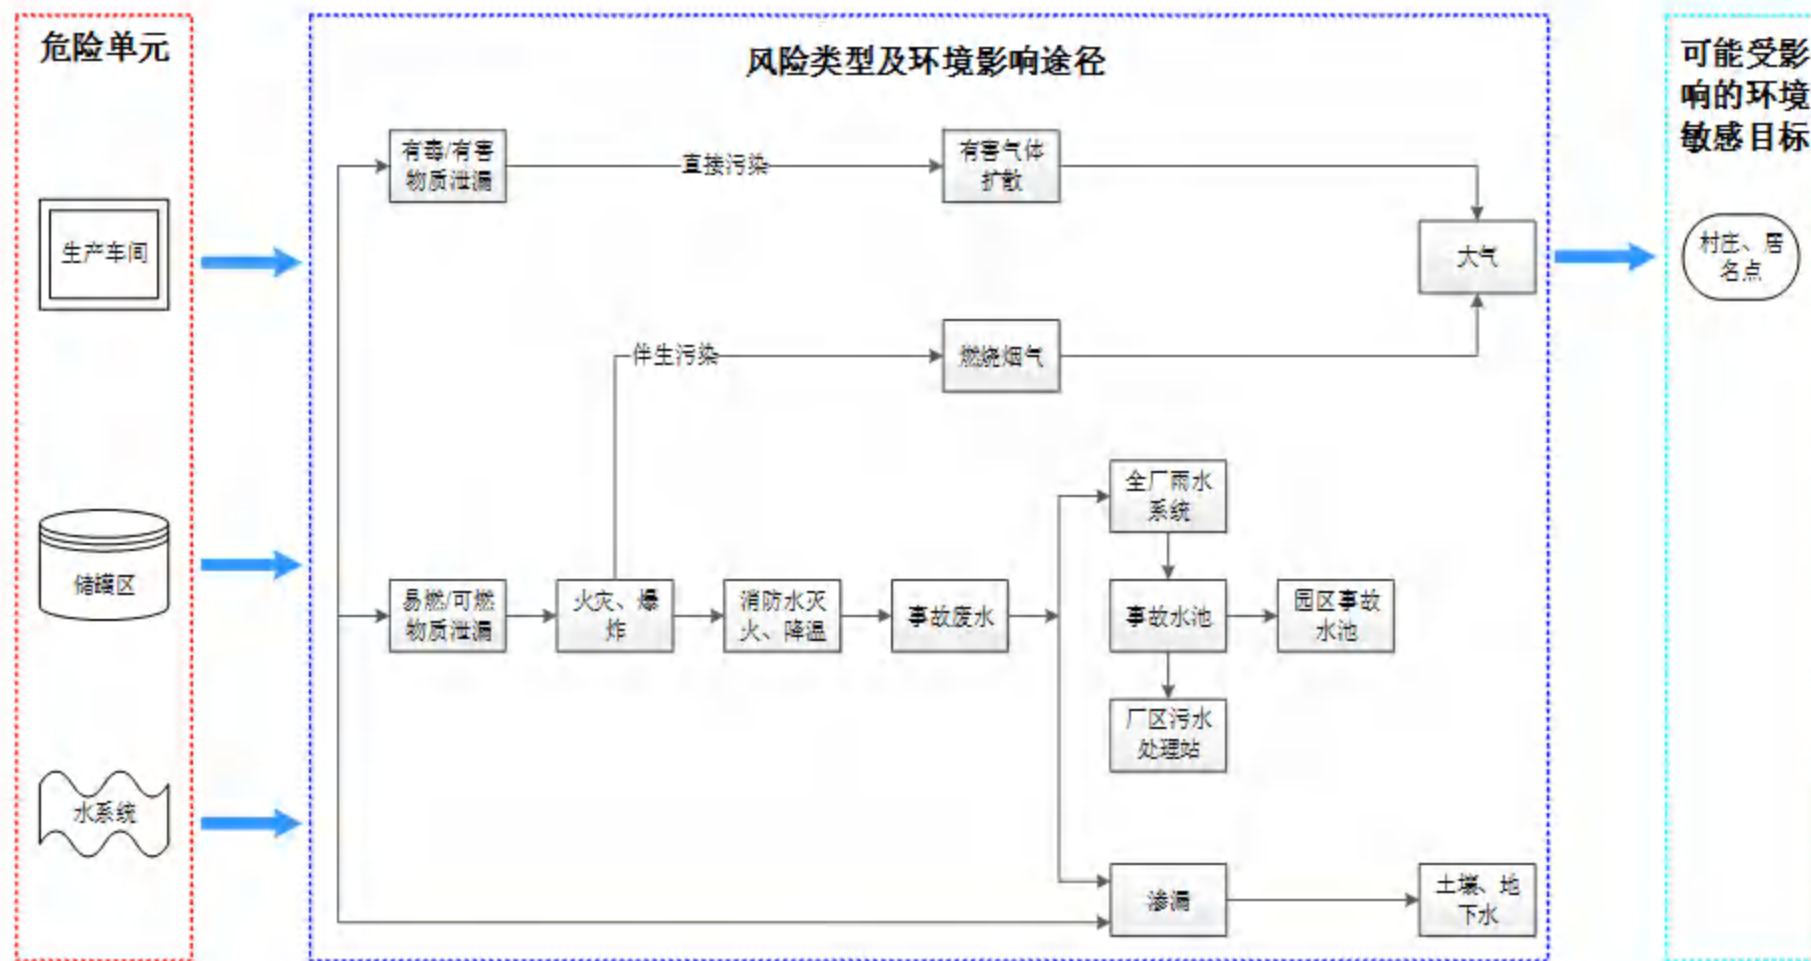 危险单元
生产车间
储罐区
水系统
风险类型及环境影响途径
有毒/有害
物质泄漏
直接污染
有害气体
扩散
大气
伴生污染
燃烧烟气
易燃/可燃
物质泄漏
火灾、爆
炸
消防水灭
火、降温
事故废水
全厂雨水
系统
事故水池
园区事故
水池
厂区污水
处理站
渗漏
土壤、地
下水
可能受影
响的环境
敏感目标
村庄、居
名点